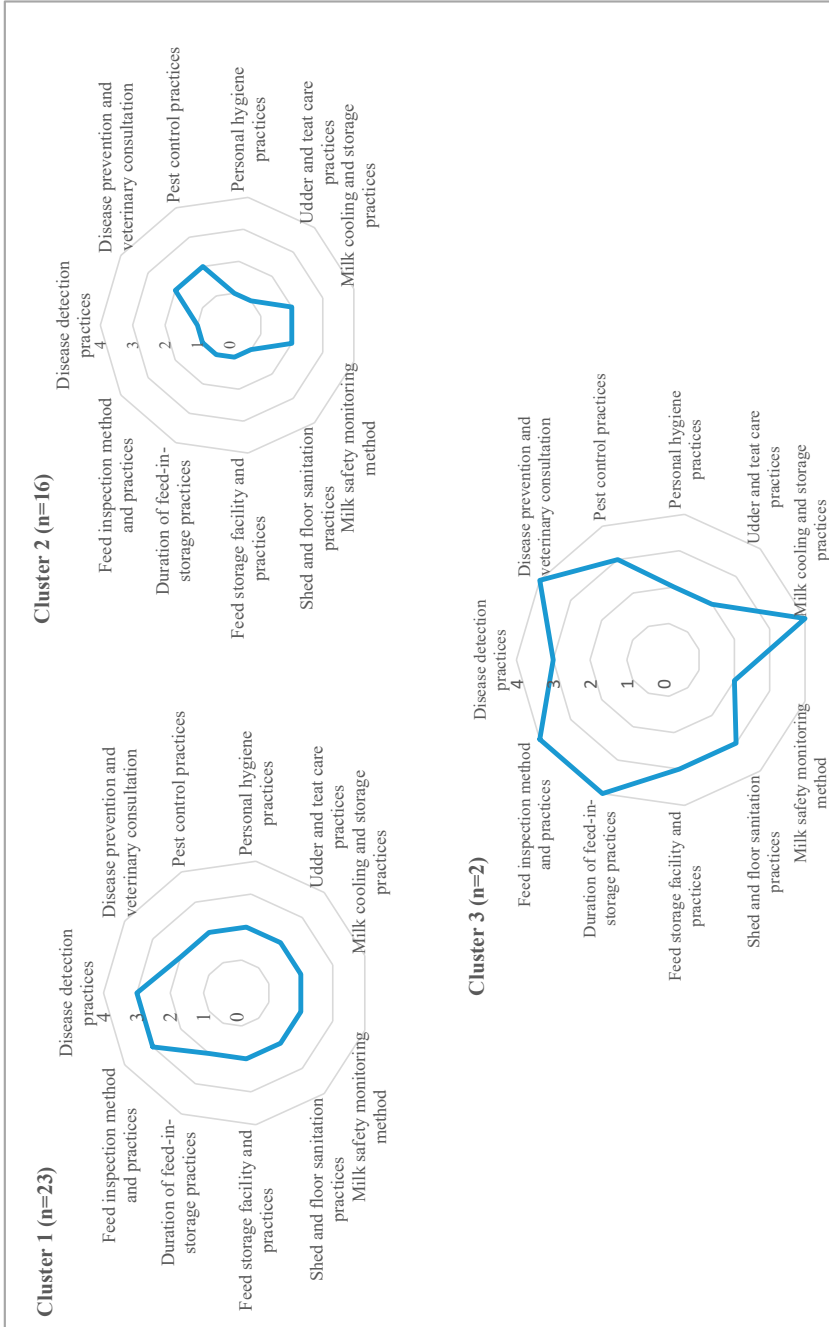 Cluster 1 (n=23)
Disease detection
practices
Disease prevention and
veterinary consultation
Pest control practices
Personal hygiene
practices
Udder and teat care
practices
Milk cooling and storage
practices
Milk safety monitoring
method
Shed and floor sanitation
practices
Feed storage facility and
practices
Duration of feed-in-
storage practices
Feed inspection method
and practices
4
3
2
1
0
Cluster 2 (n=16)
Disease detection
practices
Disease prevention and
veterinary consultation
Pest control practices
Personal hygiene
practices
Udder and teat care
practices
Milk cooling and storage
practices
Milk safety monitoring
method
Shed and floor sanitation
practices
Feed storage facility and
practices
Duration of feed-in-
storage practices
Feed inspection method
and practices
4
3
2
1
0
Cluster 3 (n=2)
Disease detection
practices
Disease prevention and
veterinary consultation
Pest control practices
Personal hygiene
practices
Udder and teat care
practices
Milk cooling and storage
practices
Milk safety monitoring
method
Shed and floor sanitation
practices
Feed storage facility and
practices
Duration of feed-in-
storage practices
Feed inspection method
and practices
4
3
2
1
0